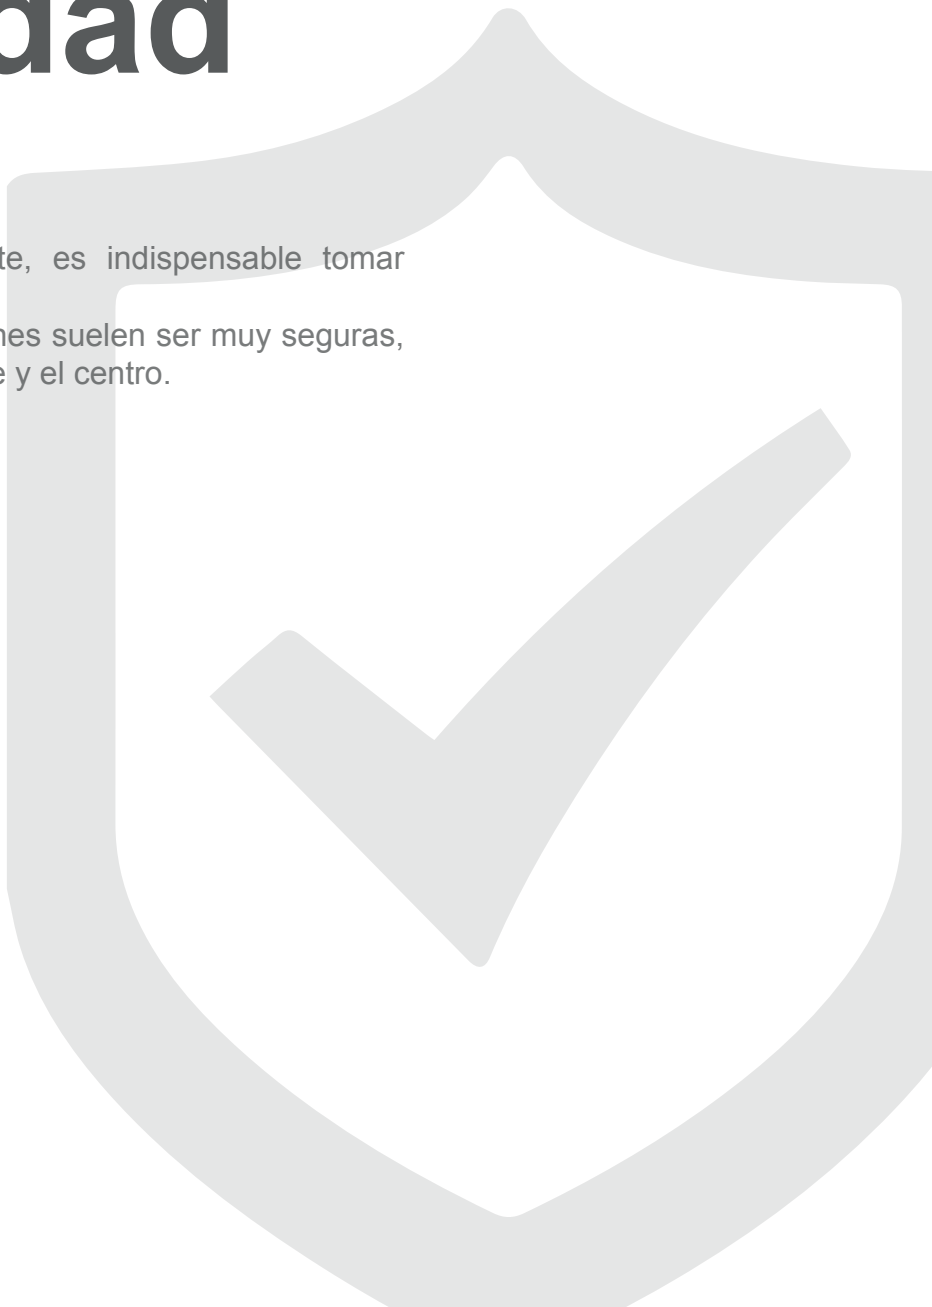 dad
te, es indispensable tomar
nes suelen ser muy seguras,
e y el centro.